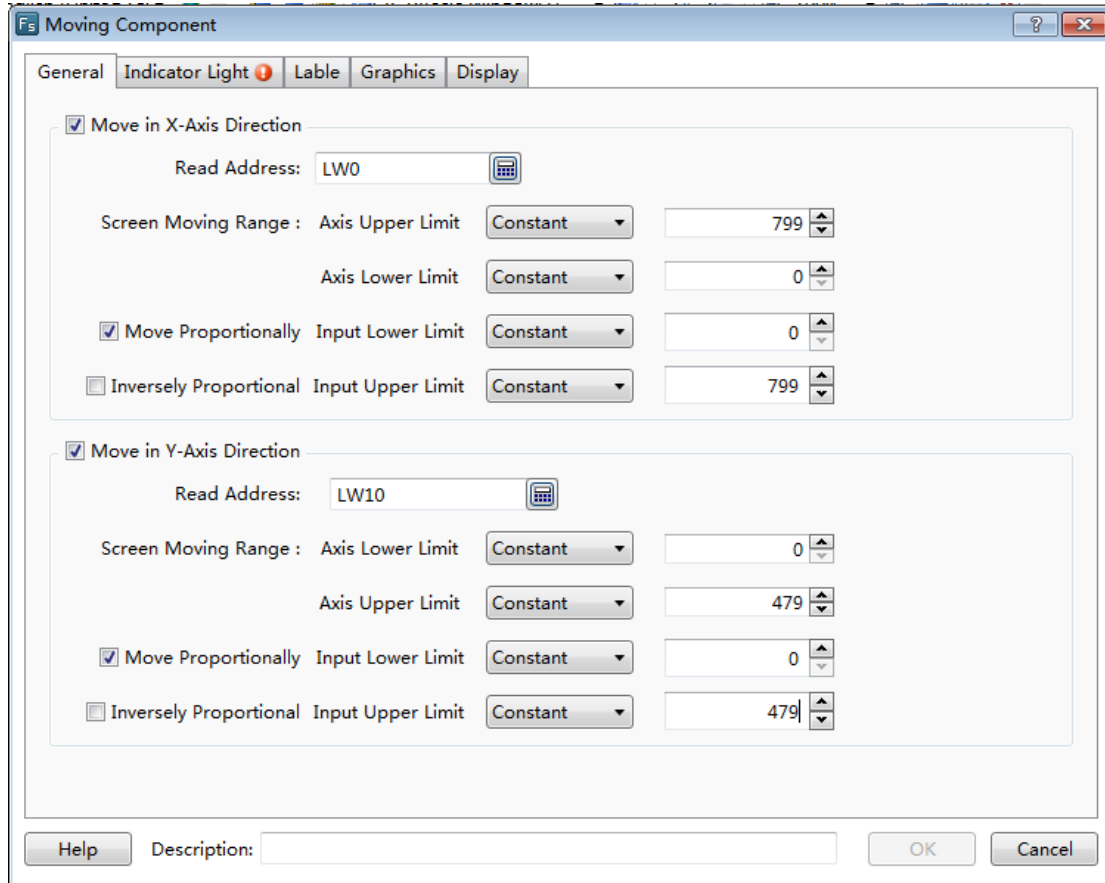 Fs Moving Component
General Indicator Light Lable Graphics Display
Move in X-Axis Direction
Read Address: LW0
Screen Moving Range : Axis Upper Limit Constant 799
Axis Lower Limit Constant 0
Move Proportionally Input Lower Limit Constant 0
Inversely Proportional Input Upper Limit Constant 799
Move in Y-Axis Direction
Read Address: LW10
Screen Moving Range : Axis Lower Limit Constant 0
Axis Upper Limit Constant 479
Move Proportionally Input Lower Limit Constant 0
Inversely Proportional Input Upper Limit Constant 479
Help Description: OK Cancel